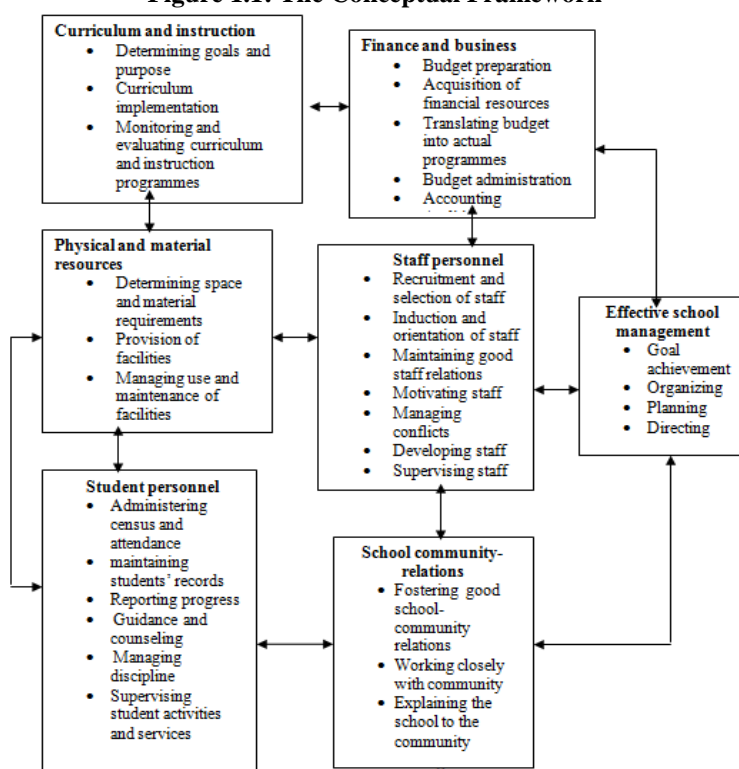 Figure 1.1: The Conceptual Framework
Curriculum and instruction
• Determining goals and
purpose
• Curriculum
implementation
• Monitoring and
evaluating curriculum
and instruction
programmes
Finance and business
• Budget preparation
• Acquisition of
financial resources
• Translating budget
into actual
programmes
• Budget administration
• Accounting
Physical and material
resources
• Determining space
and material
requirements
• Provision of
facilities
• Managing use and
maintenance of
facilities
Staff personnel
• Recruitment and
selection of staff
• Induction and
orientation of staff
• Maintaining good
staff relations
• Motivating staff
• Managing
conflicts
• Developing staff
• Supervising staff
Effective school
management
• Goal
achievement
• Organizing
• Planning
• Directing
Student personnel
• Administering
census and
attendance
• maintaining
students’ records
• Reporting progress
• Guidance and
counseling
• Managing
discipline
• Supervising
student activities
and services
School community-
relations
• Fostering good
school-
community
relations
• Working closely
with community
• Explaining the
school to the
community